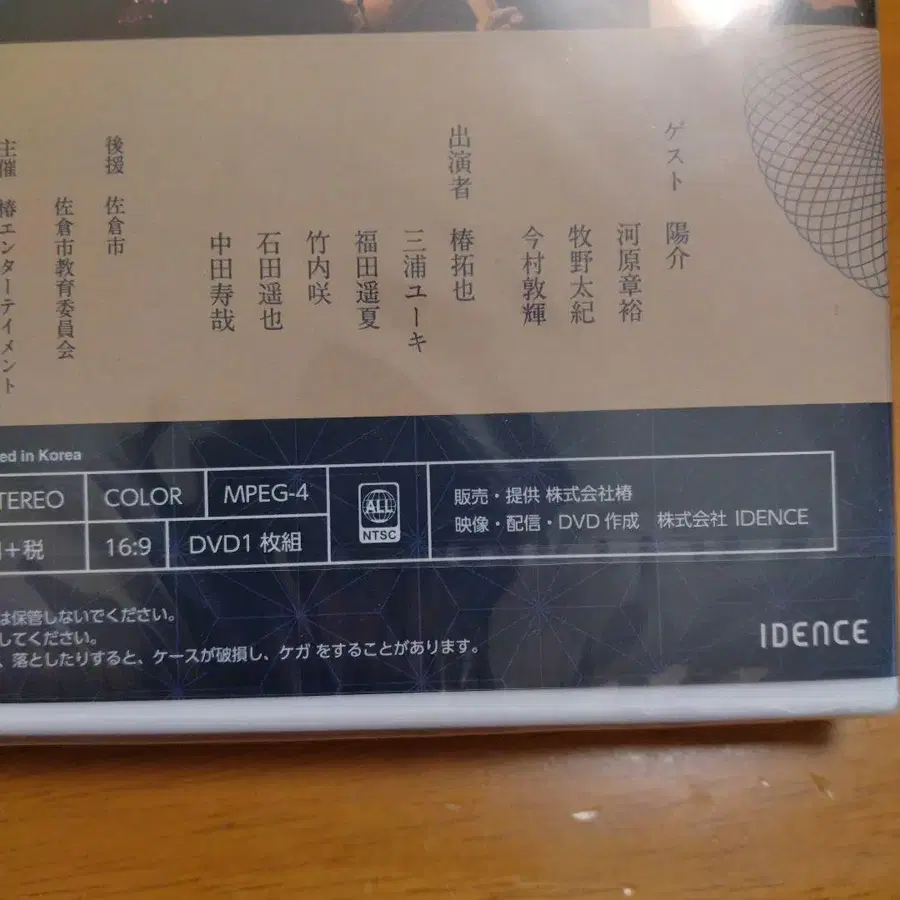 ゲスト 陽介
河原章裕
牧野太紀
今村敦輝
出演者 椿拓也
三浦ユーキ
福田遥夏
竹内咲
石田遥也
中田寿哉
後援 佐倉市
佐倉市教育委員会
主催 椿エンターテイメント
ed in Korea
TEREO
COLOR
MPEG-4
+税
16:9
DVD1枚組
ALL
NTSC
販売・提供 株式会社椿
映像・配信・DVD作成 株式会社 IDENCE
は保管しないでください。
してください。
、落としたりすると、ケースが破損し、ケガ をすることがあります。
IDENCE